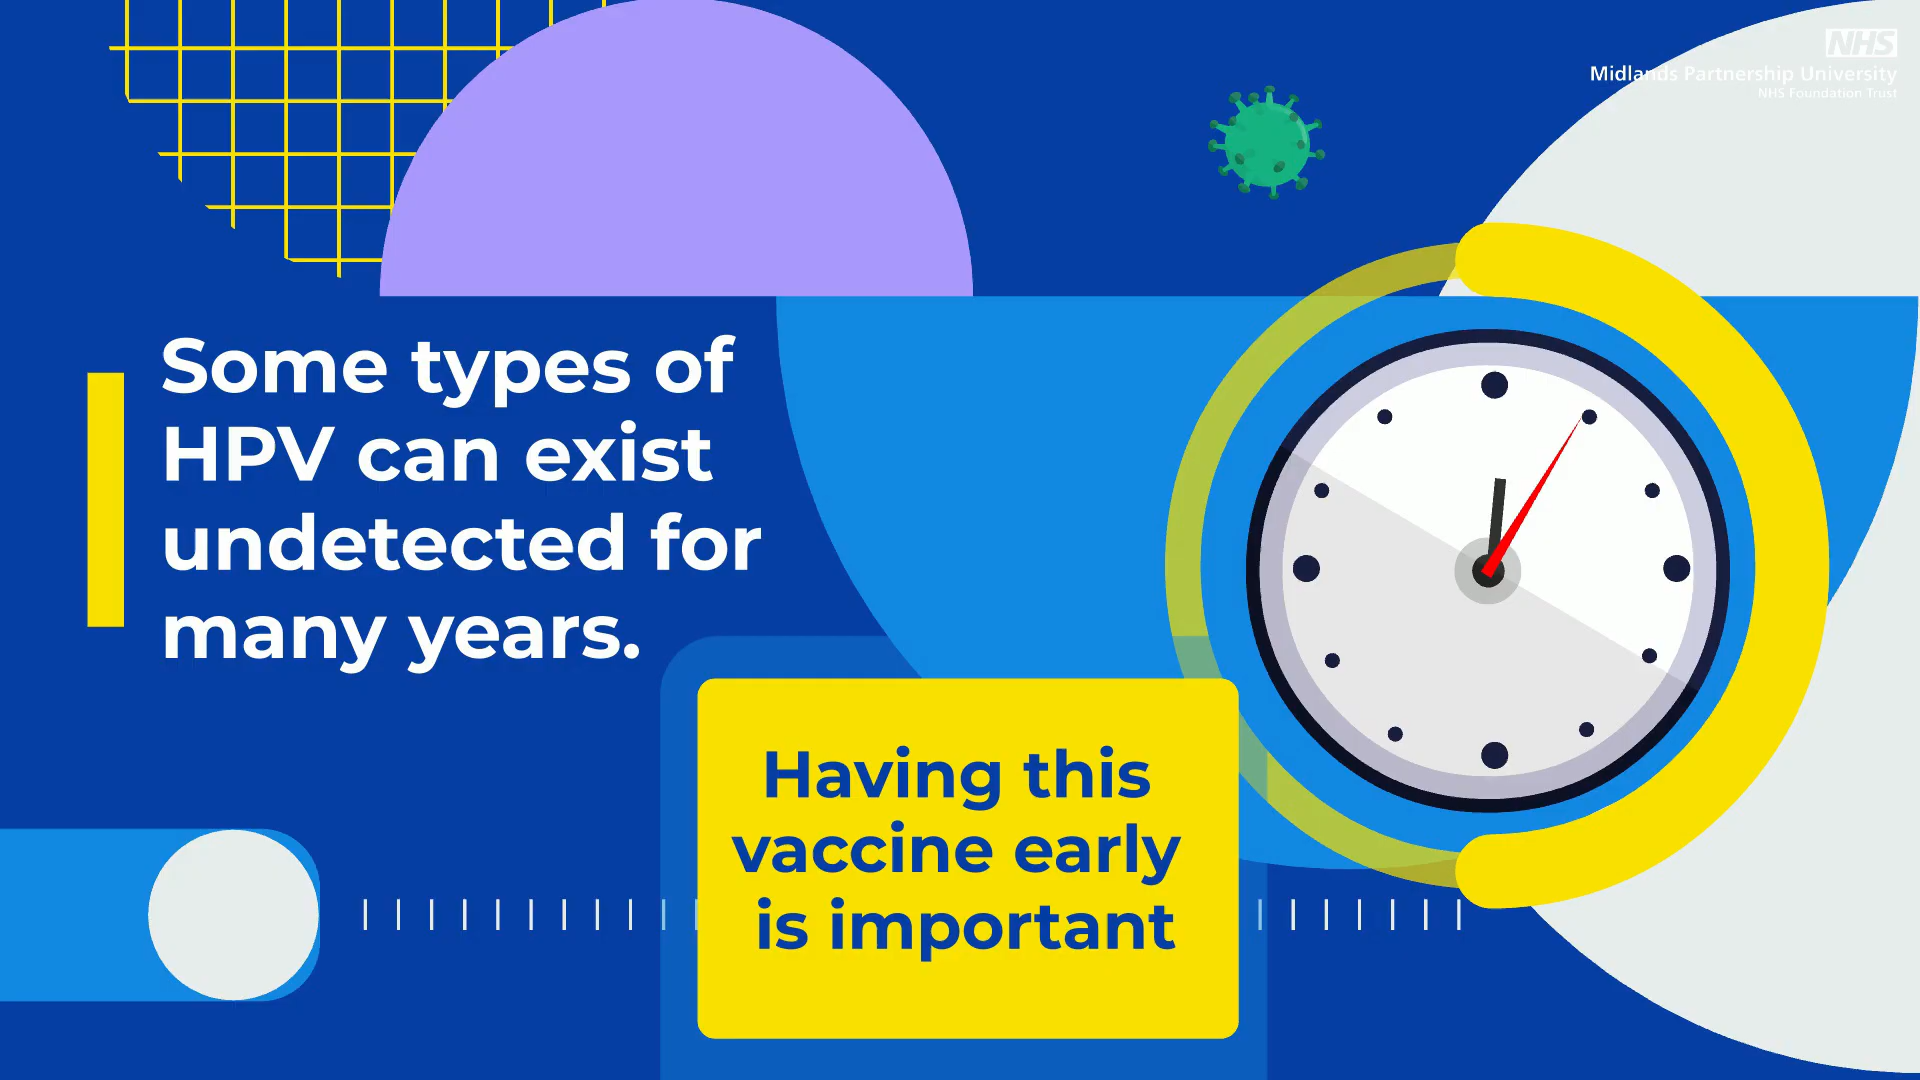 NHS
Midlands Partnership University
NHS Foundation Trust
Some types of
HPV can exist
undetected for
many years.
Having this
vaccine early
is important